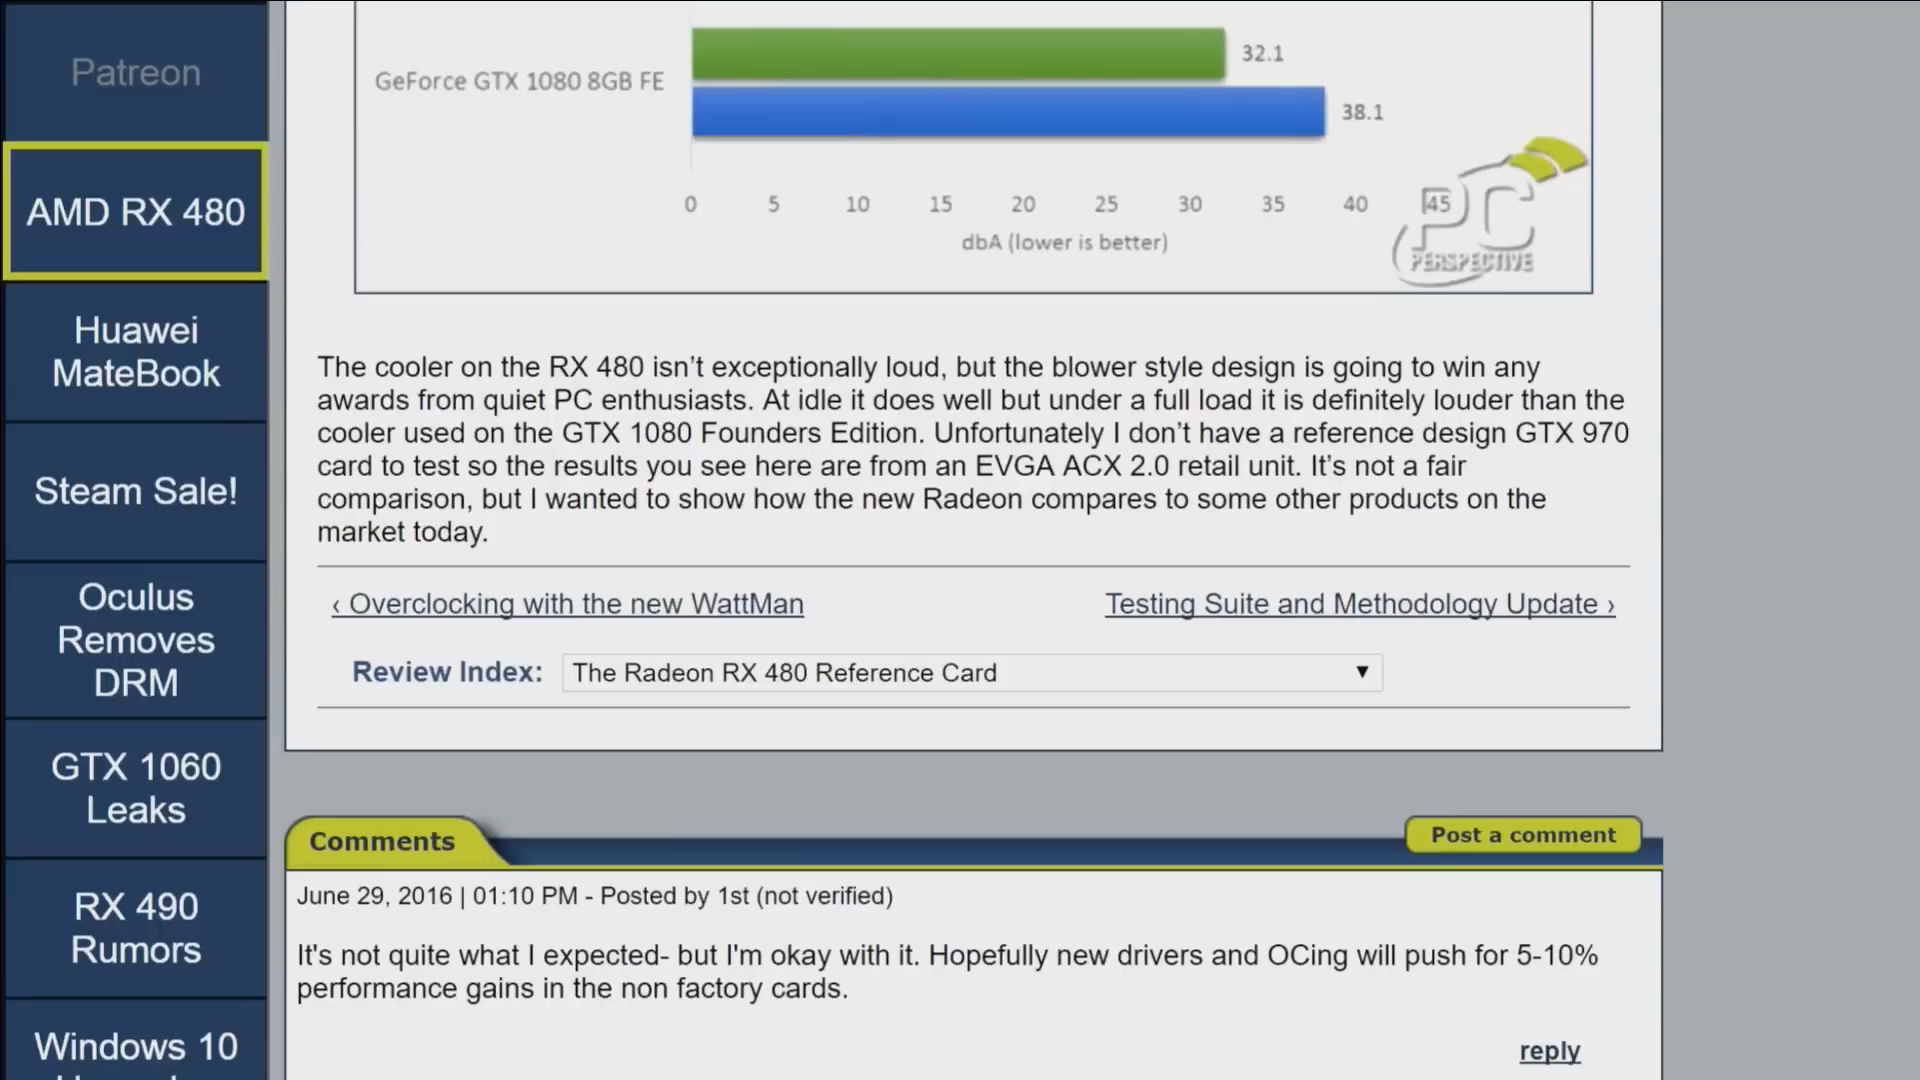 Patreon
AMD RX 480
Huawei
MateBook
Steam Sale!
Oculus
Removes
DRM
GTX 1060
Leaks
RX 490
Rumors
Windows 10
GeForce GTX 1080 8GB FE
32.1
38.1
0 5 10 15 20 25 30 35 40 45
dbA (lower is better)
PC
PERSPECTIVE
The cooler on the RX 480 isn’t exceptionally loud, but the blower style design is going to win any
awards from quiet PC enthusiasts. At idle it does well but under a full load it is definitely louder than the
cooler used on the GTX 1080 Founders Edition. Unfortunately I don’t have a reference design GTX 970
card to test so the results you see here are from an EVGA ACX 2.0 retail unit. It’s not a fair
comparison, but I wanted to show how the new Radeon compares to some other products on the
market today.
‹ Overclocking with the new WattMan
Testing Suite and Methodology Update ›
Review Index: The Radeon RX 480 Reference Card ▼
Comments
Post a comment
June 29, 2016 | 01:10 PM - Posted by 1st (not verified)
It's not quite what I expected- but I'm okay with it. Hopefully new drivers and OCing will push for 5-10%
performance gains in the non factory cards.
reply